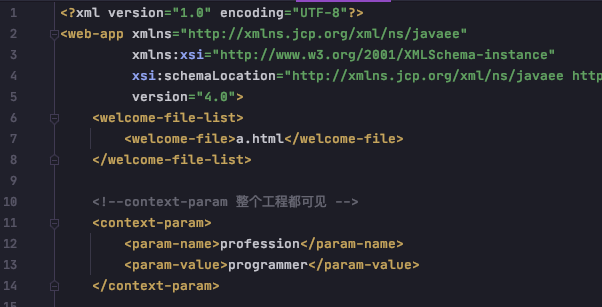 1 <?xml version="1.0" encoding="UTF-8"?>
2 <web-app xmlns="http://xmlns.jcp.org/xml/ns/javaee"
3 xmlns:xsi="http://www.w3.org/2001/XMLSchema-instance"
4 xsi:schemaLocation="http://xmlns.jcp.org/xml/ns/javaee http
5 version="4.0">
6 <welcome-file-list>
7 <welcome-file>a.html</welcome-file>
8 </welcome-file-list>
9
10 <!--context-param 整个工程都可见 -->
11 <context-param>
12 <param-name>profession</param-name>
13 <param-value>programmer</param-value>
14 </context-param>
15